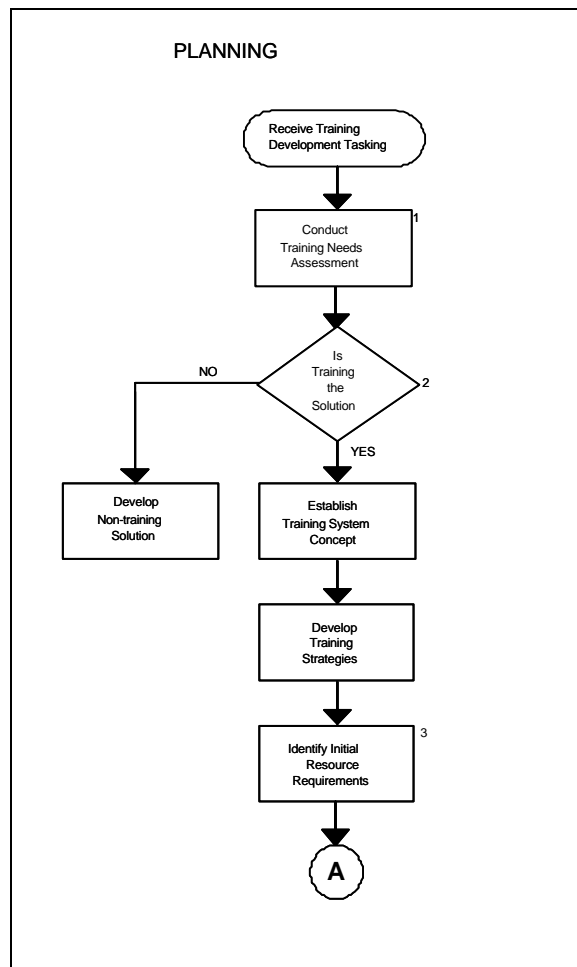 PLANNING
Receive Training
Development Tasking
1
Conduct
Training Needs
Assessment
Is
Training
the
Solution
2
NO
YES
Develop
Non-training
Solution
Establish
Training System
Concept
Develop
Training
Strategies
3
Identify Initial
Resource
Requirements
A